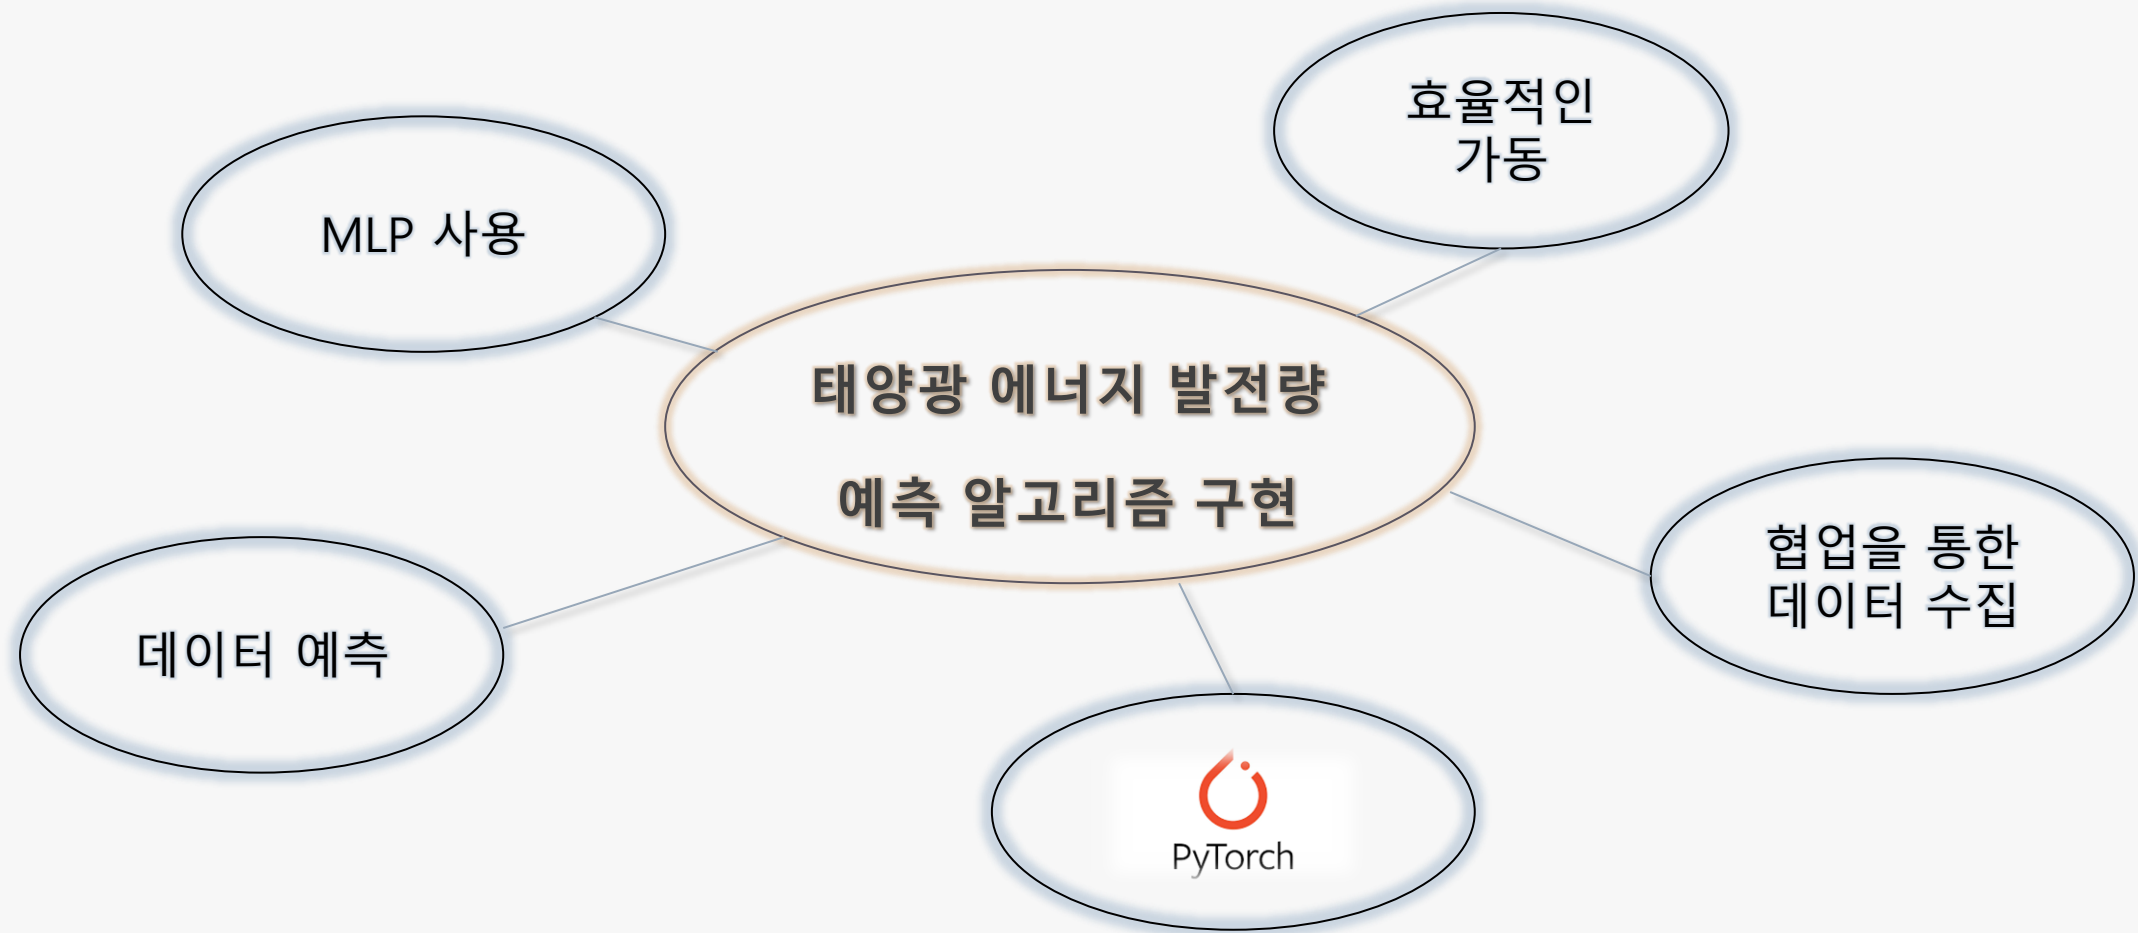 효율적인
가동
MLP 사용
태양광 에너지 발전량
예측 알고리즘 구현
협업을 통한
데이터 수집
데이터 예측
PyTorch